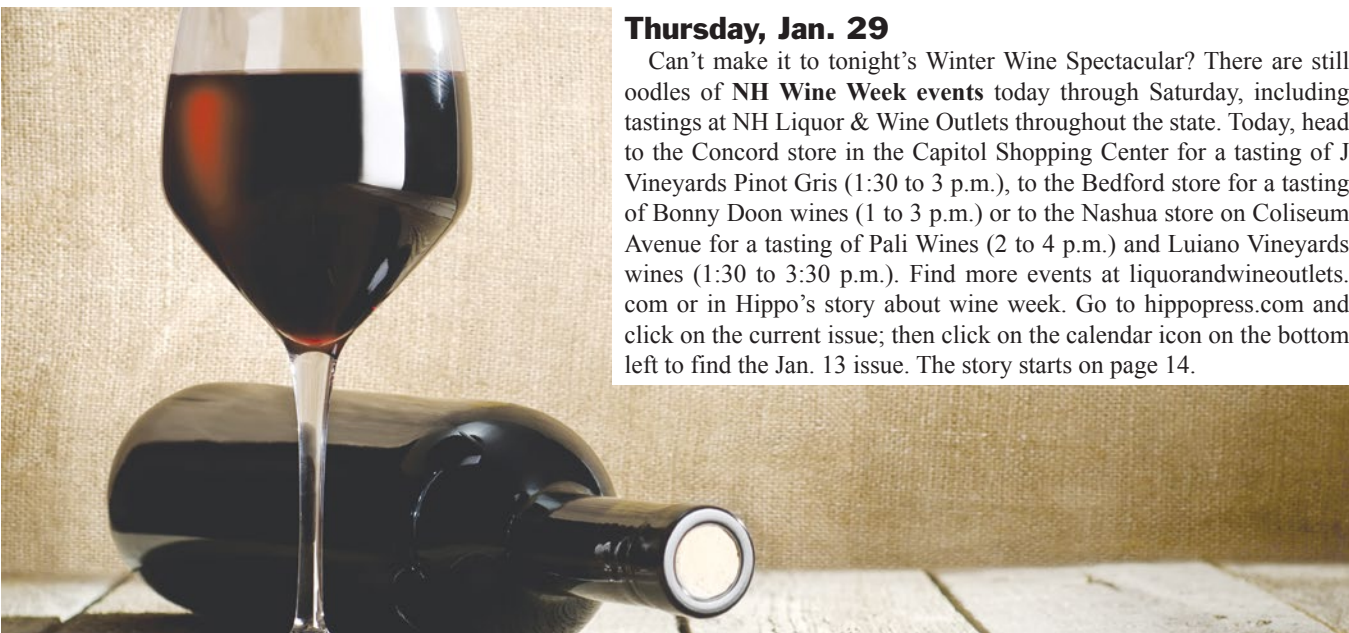 Thursday, Jan. 29
Can’t make it to tonight’s Winter Wine Spectacular? There are still
oodles of NH Wine Week events today through Saturday, including
tastings at NH Liquor & Wine Outlets throughout the state. Today, head
to the Concord store in the Capitol Shopping Center for a tasting of J
Vineyards Pinot Gris (1:30 to 3 p.m.), to the Bedford store for a tasting
of Bonny Doon wines (1 to 3 p.m.) or to the Nashua store on Coliseum
Avenue for a tasting of Pali Wines (2 to 4 p.m.) and Luiano Vineyards
wines (1:30 to 3:30 p.m.). Find more events at liquorandwineoutlets.
com or in Hippo’s story about wine week. Go to hippopress.com and
click on the current issue; then click on the calendar icon on the bottom
left to find the Jan. 13 issue. The story starts on page 14.